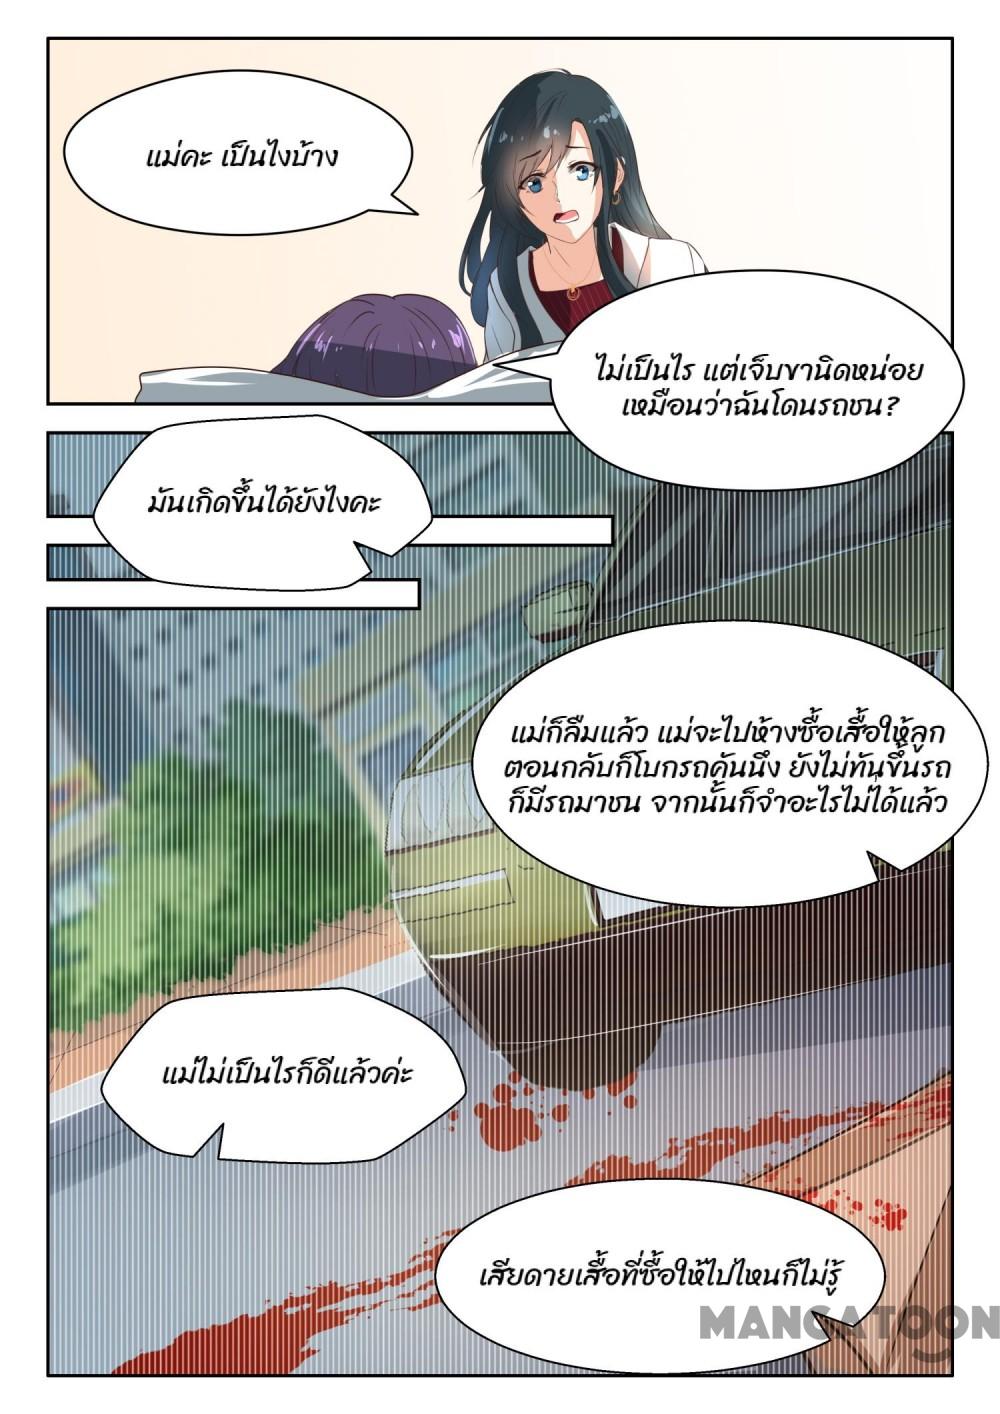 แม่คะ เป็นไงบ้าง
ไม่เป็นไร แต่เจ็บขานิดหน่อย
เหมือนว่าฉันโดนรถชน?
มันเกิดขึ้นได้ยังไงคะ
แม่ก็ลืมแล้ว แม่จะไปห้างซื้อเสื้อให้ลูก
ตอนกลับก็โบกรถคันนึง ยังไม่ทันขึ้นรถ
ก็มีรถมาชน จากนั้นก็จำอะไรไม่ได้แล้ว
แม่ไม่เป็นไรก็ดีแล้วค่ะ
เสียดายเสื้อที่ซื้อให้ไปไหนก็ไม่รู้
MANGATOON